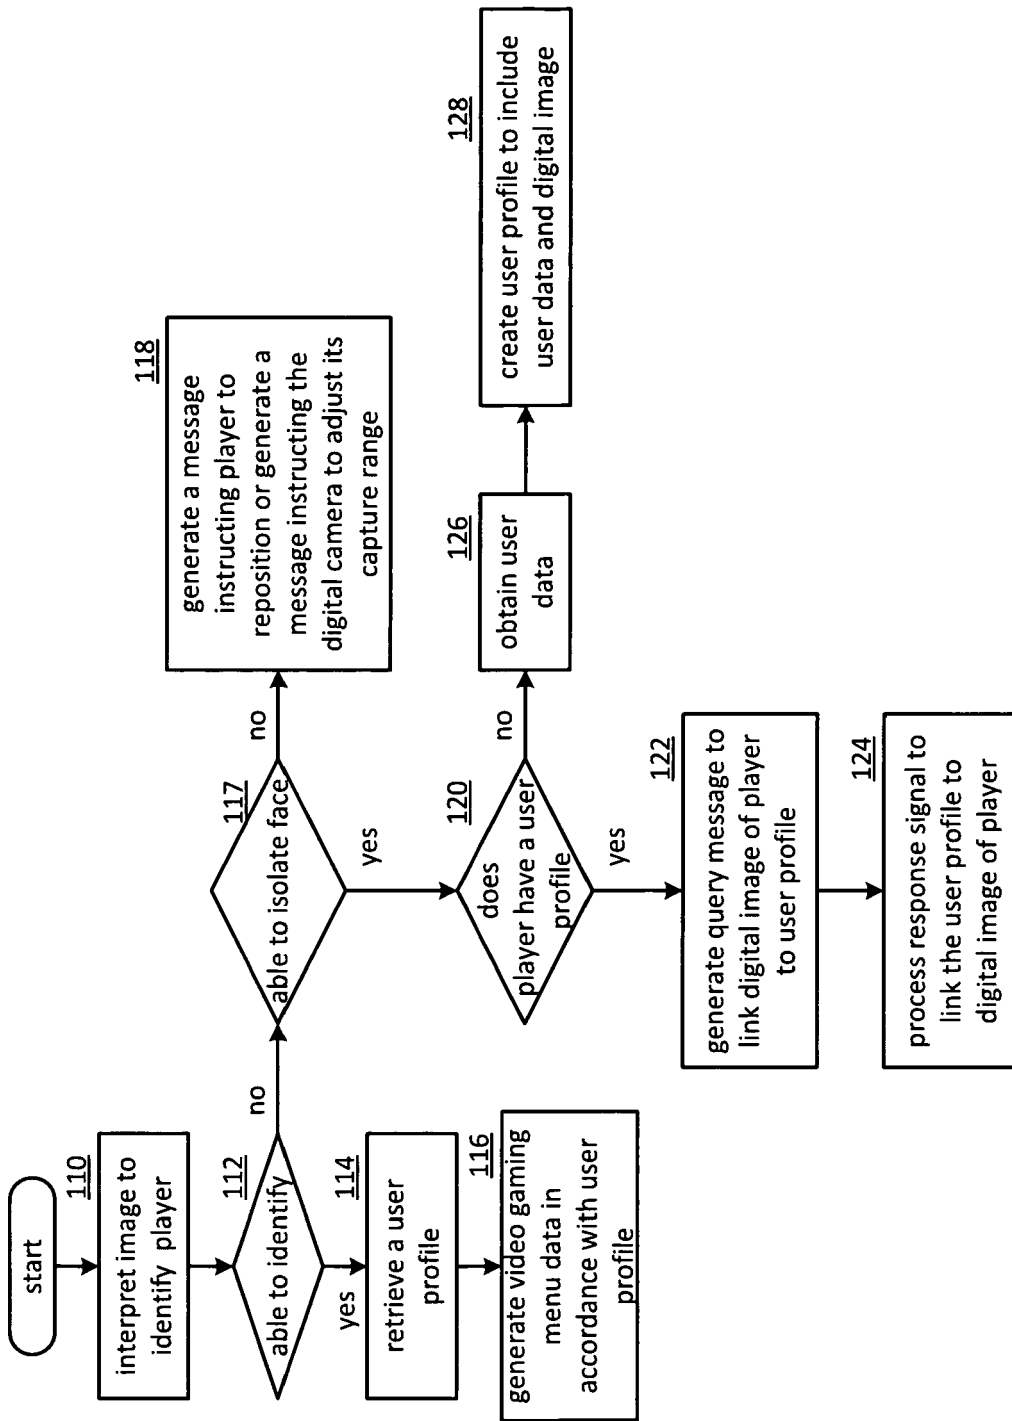 start
110
interpret image to
identify player
112
able to identify
no
yes
114
retrieve a user
profile
116
generate video gaming
menu data in
accordance with user
profile
117
able to isolate face
no
yes
118
generate a message
instructing player to
reposition or generate a
message instructing the
digital camera to adjust its
capture range
120
does
player have a user
profile
no
yes
122
generate query message to
link digital image of player
to user profile
124
process response signal to
link the user profile to
digital image of player
126
obtain user
data
128
create user profile to include
user data and digital image